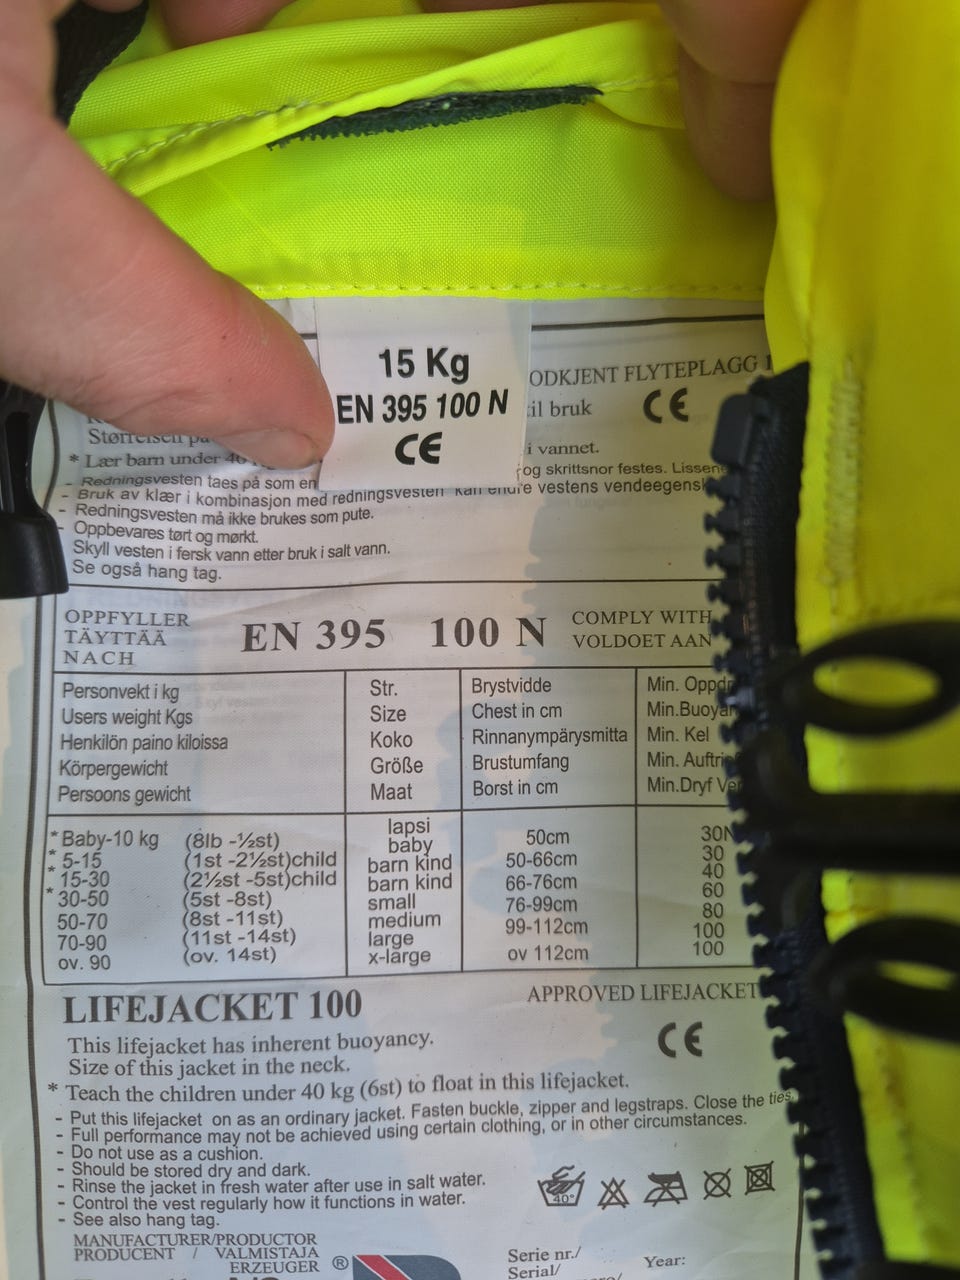 15 Kg
EN 395 100 N
CE
ODKJENT FLYTEPLAGG 1
til bruk CE
Størrelsen på
i vannet.
* Lær barn under 40
- Redningsvesten taes på som en
og skrittsnor festes.
- Bruk av klær i kombinasjon med redningsvesten kan endre vestens vendeegensk
- Redningsvesten må ikke brukes som pute.
- Oppbevares tørt og mørkt.
Skyll vesten i fersk vann etter bruk i salt vann.
Se også hang tag.
OPPFYLLER
TÄYTTÄÄ
NACH
EN 395 100 N
COMPLY WITH
VOLDOET AAN
Personvekt i kg
Users weight Kgs
Henkilön paino kiloissa
Körpergewicht
Persoons gewicht
Str.
Size
Koko
Größe
Maat
Brystvidde
Chest in cm
Rinnanympärysmitta
Brustumfang
Borst in cm
Min. Oppdr
Min.Buoyan
Min. Kel
Min. Auftrie
Min.Dryf Ver
* Baby-10 kg (8lb -½st)
* 5-15 (1st -2½st)child
* 15-30 (2½st -5st)child
* 30-50 (5st -8st)
50-70 (8st -11st)
70-90 (11st -14st)
ov. 90 (ov. 14st)
lapsi
baby
barn kind
barn kind
small
medium
large
x-large
50cm
50-66cm
66-76cm
76-99cm
99-112cm
ov 112cm
30N
30
40
60
80
100
100
LIFEJACKET 100
APPROVED LIFEJACKET
CE
This lifejacket has inherent buoyancy.
Size of this jacket in the neck.
* Teach the children under 40 kg (6st) to float in this lifejacket.
- Put this lifejacket on as an ordinary jacket. Fasten buckle, zipper and legstraps. Close the ties,
- Full performance may not be achieved using certain clothing, or in other circumstances.
- Do not use as a cushion.
- Should be stored dry and dark.
- Rinse the jacket in fresh water after use in salt water.
- Control the vest regularly how it functions in water.
- See also hang tag.
40°
MANUFACTURER/PRODUCTOR
PRODUCENT / VALMISTAJA
ERZEUGER ®
Serie nr./
Serial/
Year: